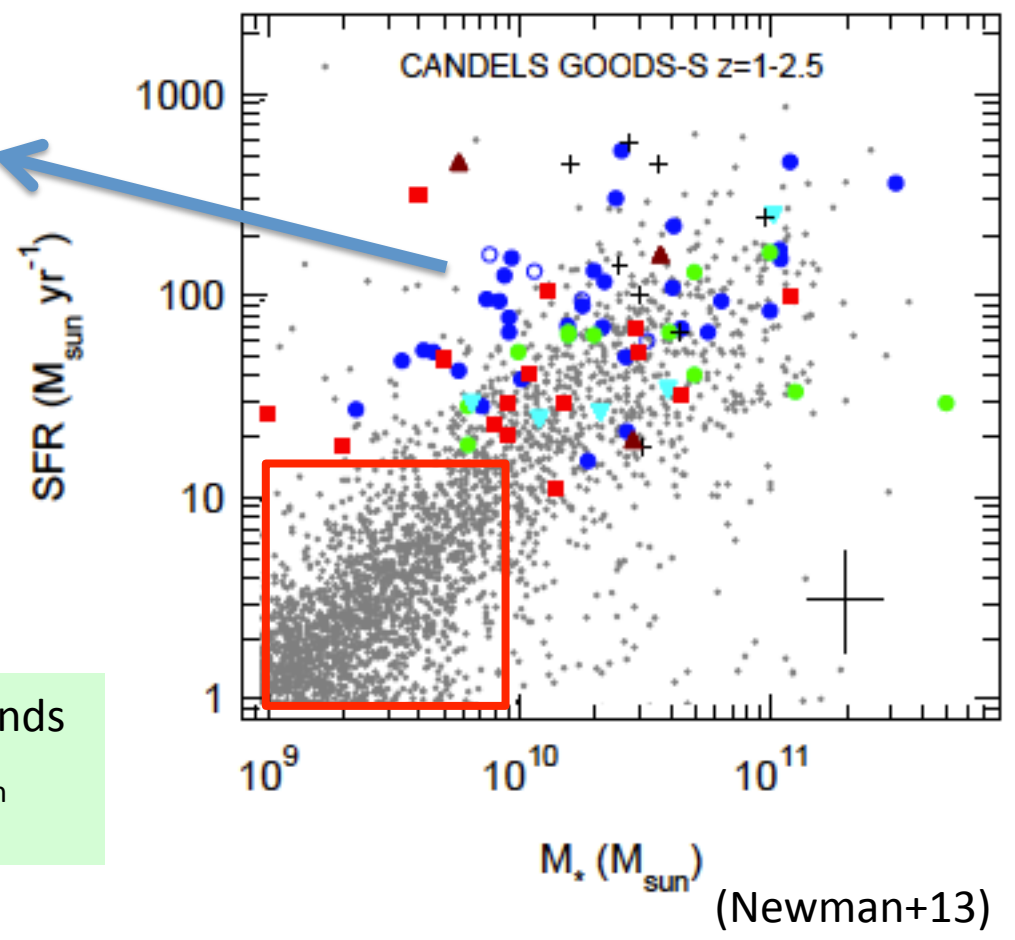 CANDELS GOODS-S z=1-2.5
1000
100
10
1
SFR (M_sun yr^-1)
10^9
10^10
10^11
M_* (M_sun)
(Newman+13)
nds
n